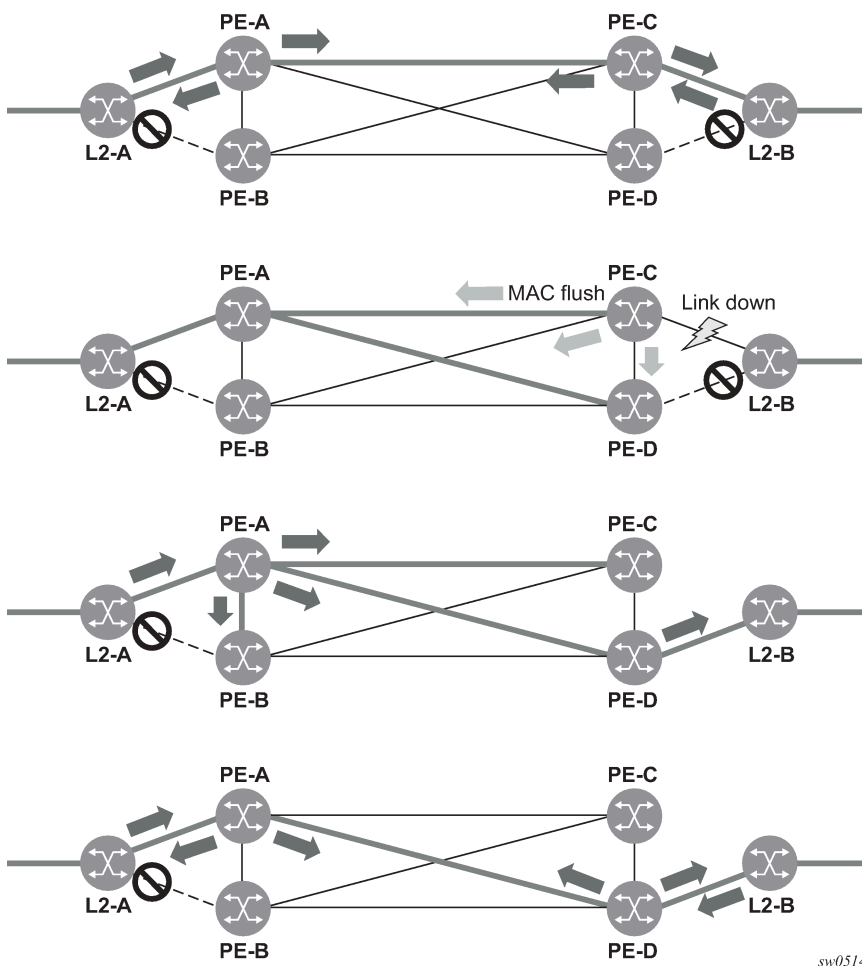 PE-A
PE-C
L2-A
L2-B
PE-B
PE-D
PE-A
PE-C
MAC flush
Link down
L2-A
L2-B
PE-B
PE-D
PE-A
PE-C
L2-A
L2-B
PE-B
PE-D
PE-A
PE-C
L2-A
L2-B
PE-B
PE-D
sw0514